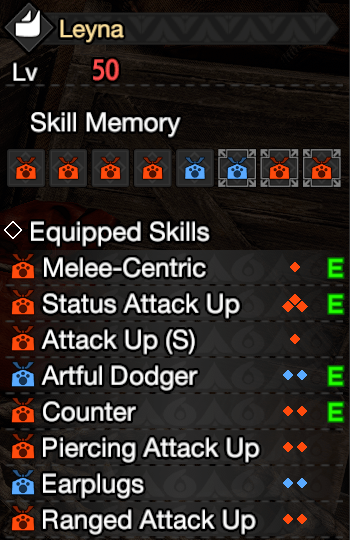 Leyna
Lv 50
Skill Memory
Equipped Skills
Melee-Centric E
Status Attack Up E
Attack Up (S)
Artful Dodger E
Counter E
Piercing Attack Up
Earplugs
Ranged Attack Up